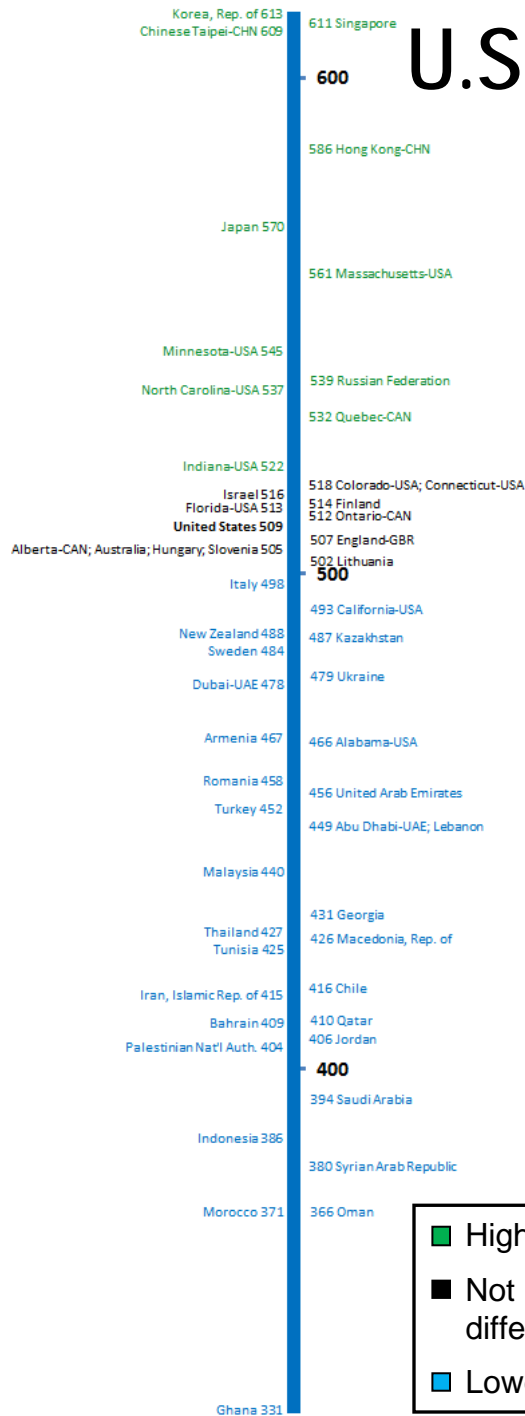 Korea, Rep. of 613
611 Singapore
Chinese Taipei-CHN 609
U.S
600
586 Hong Kong-CHN
Japan 570
561 Massachusetts-USA
Minnesota-USA 545
539 Russian Federation
North Carolina-USA 537
532 Quebec-CAN
Indiana-USA 522
518 Colorado-USA; Connecticut-USA
Israel 516
514 Finland
Florida-USA 513
512 Ontario-CAN
United States 509
507 England-GBR
Alberta-CAN; Australia; Hungary; Slovenia 505
502 Lithuania
500
Italy 498
493 California-USA
New Zealand 488
487 Kazakhstan
Sweden 484
479 Ukraine
Dubai-UAE 478
Armenia 467
466 Alabama-USA
Romania 458
456 United Arab Emirates
Turkey 452
449 Abu Dhabi-UAE; Lebanon
Malaysia 440
431 Georgia
Thailand 427
426 Macedonia, Rep. of
Tunisia 425
416 Chile
Iran, Islamic Rep. of 415
410 Qatar
Bahrain 409
406 Jordan
Palestinian Nat'l Auth. 404
400
394 Saudi Arabia
Indonesia 386
380 Syrian Arab Republic
Morocco 371
366 Oman
High
Not
diffe
Low
Ghana 331